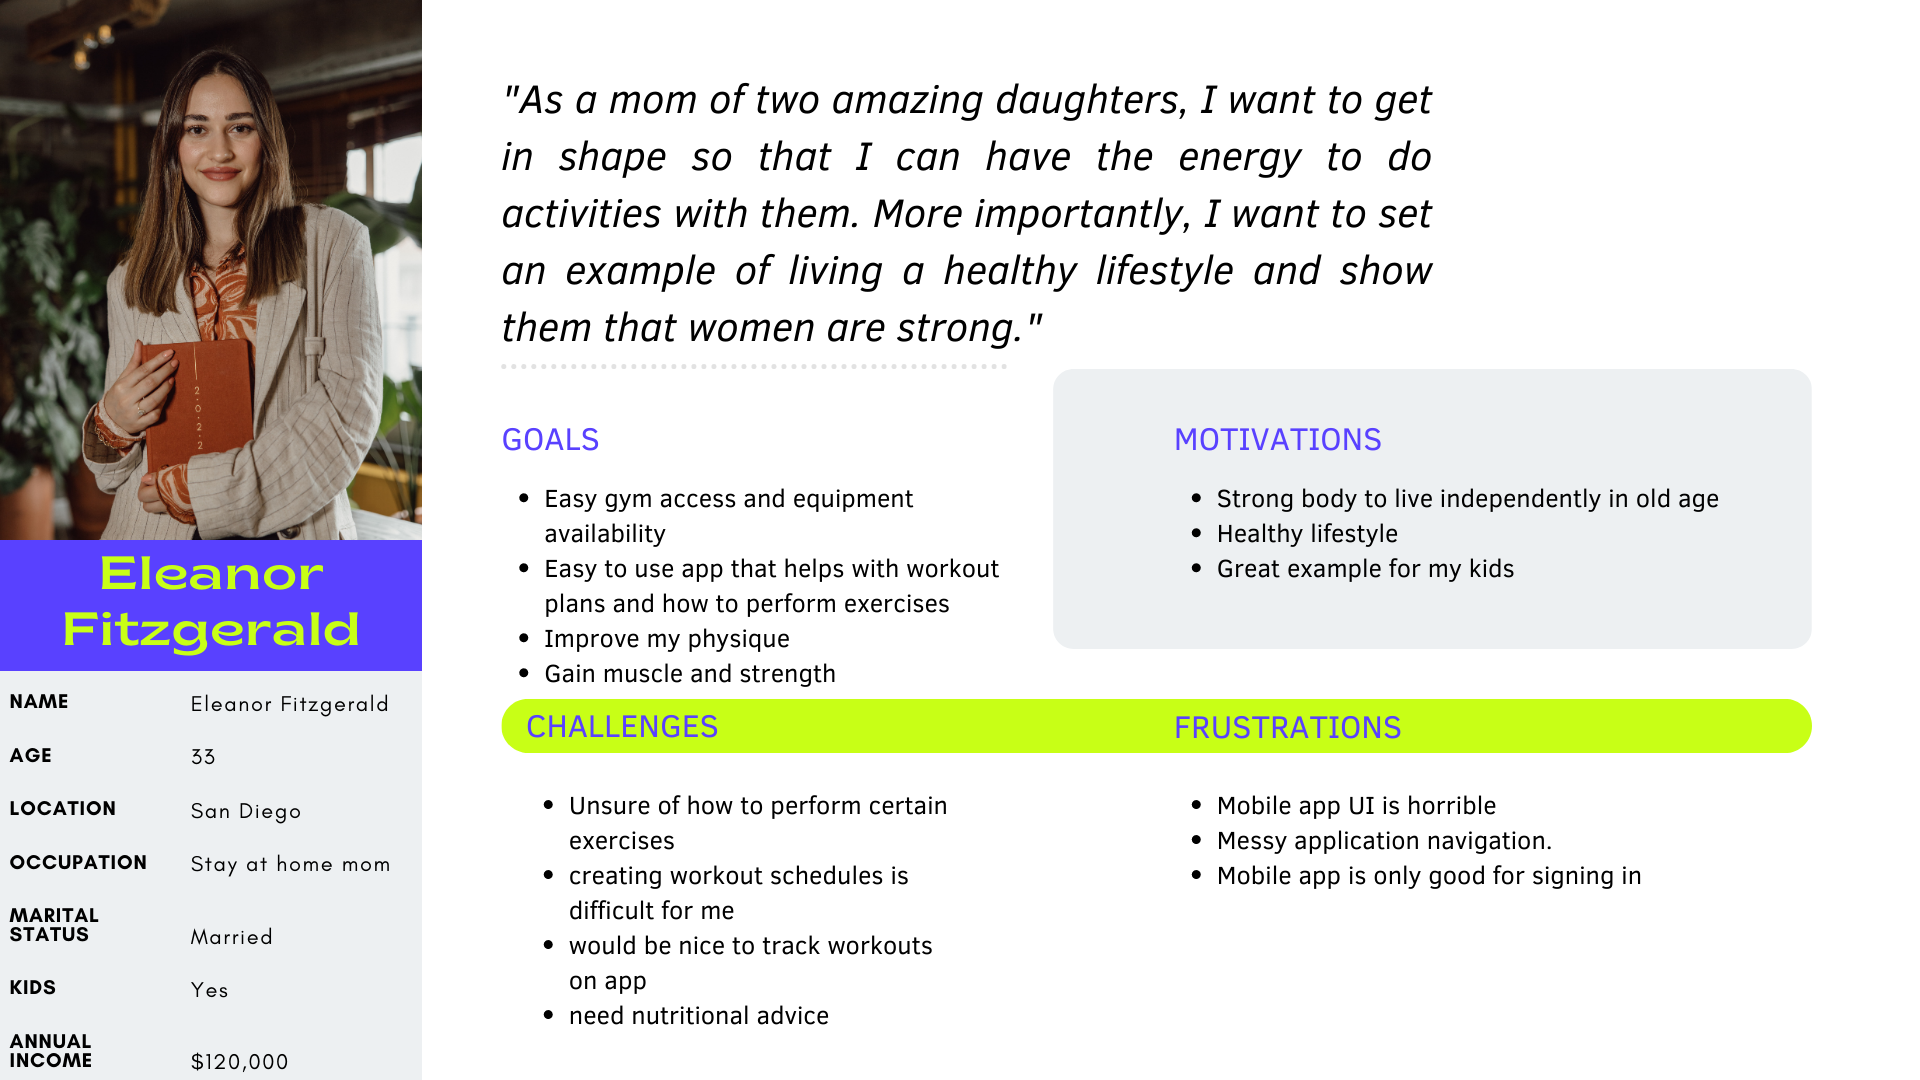 2.0.2.2
Eleanor
Fitzgerald
NAME Eleanor Fitzgerald
AGE 33
LOCATION San Diego
OCCUPATION Stay at home mom
MARITAL
STATUS Married
KIDS Yes
ANNUAL
INCOME $120,000
"As a mom of two amazing daughters, I want to get
in shape so that I can have the energy to do
activities with them. More importantly, I want to set
an example of living a healthy lifestyle and show
them that women are strong."
GOALS
• Easy gym access and equipment
availability
• Easy to use app that helps with workout
plans and how to perform exercises
• Improve my physique
• Gain muscle and strength
MOTIVATIONS
• Strong body to live independently in old age
• Healthy lifestyle
• Great example for my kids
CHALLENGES
• Unsure of how to perform certain
exercises
• creating workout schedules is
difficult for me
• would be nice to track workouts
on app
• need nutritional advice
FRUSTRATIONS
• Mobile app UI is horrible
• Messy application navigation.
• Mobile app is only good for signing in